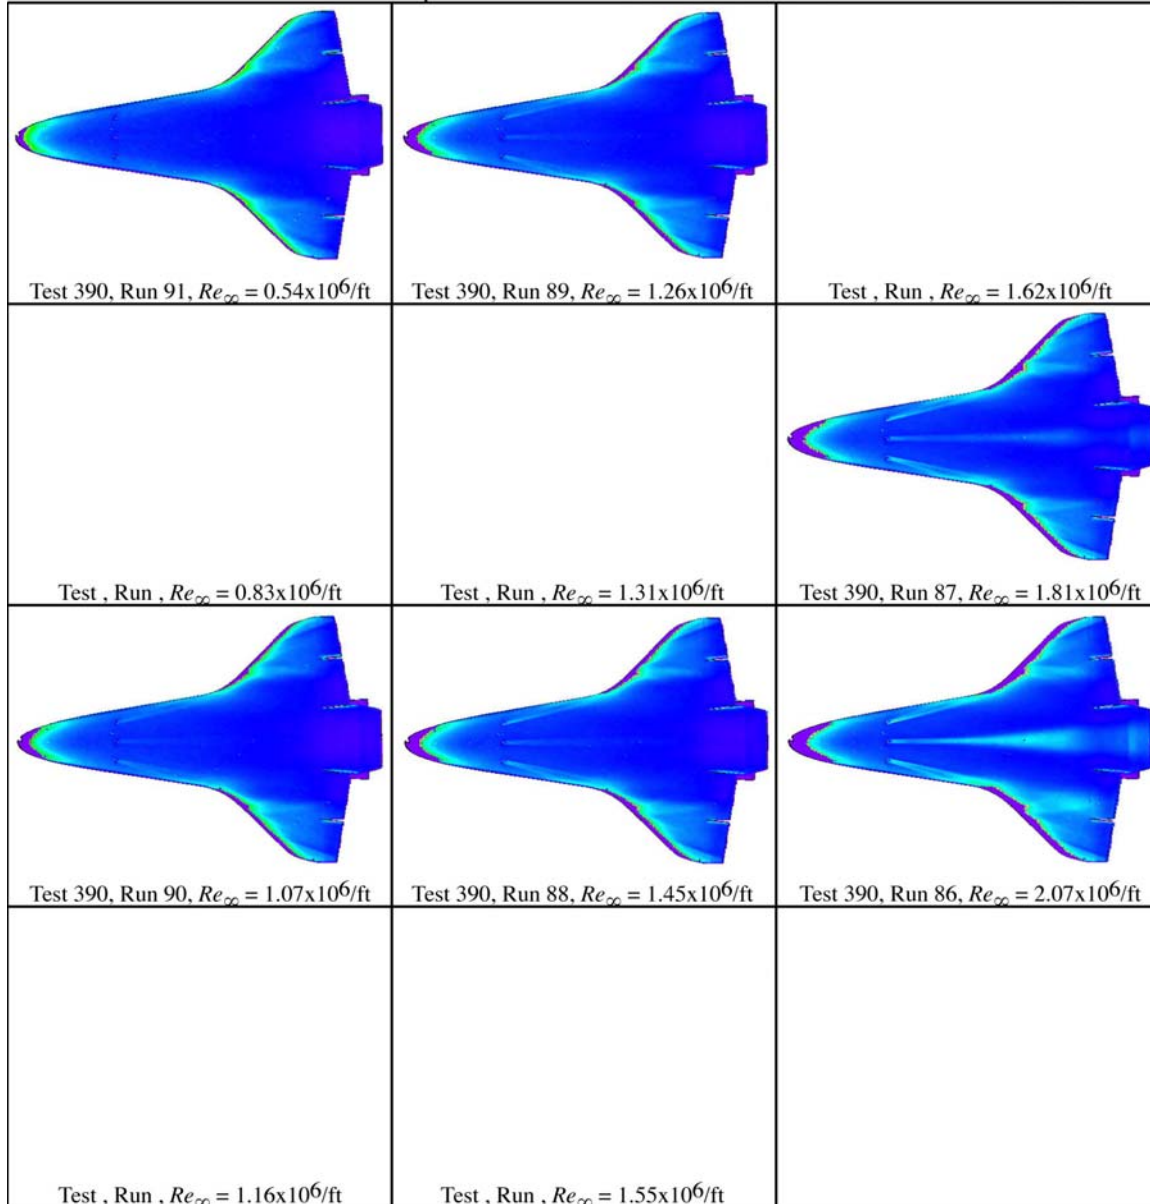 Test 390, Run 91, Re∞ = 0.54x10⁶/ft
Test 390, Run 89, Re∞ = 1.26x10⁶/ft
Test , Run , Re∞ = 1.62x10⁶/ft
Test , Run , Re∞ = 0.83x10⁶/ft
Test , Run , Re∞ = 1.31x10⁶/ft
Test 390, Run 87, Re∞ = 1.81x10⁶/ft
Test 390, Run 90, Re∞ = 1.07x10⁶/ft
Test 390, Run 88, Re∞ = 1.45x10⁶/ft
Test 390, Run 86, Re∞ = 2.07x10⁶/ft
Test , Run , Re∞ = 1.16x10⁶/ft
Test , Run , Re∞ = 1.55x10⁶/ft